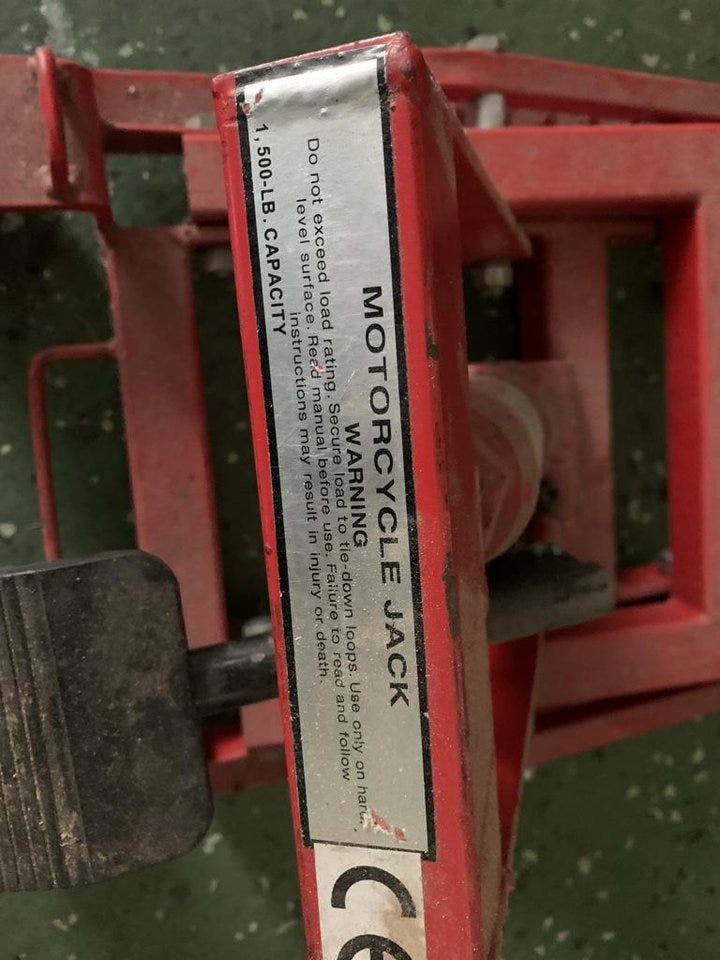 MOTORCYCLE JACK
WARNING
Do not exceed load rating. Secure load to tie-down loops. Use only on
level surface. Read manual before use. Failure to read and follow
instructions may result in injury or death.
1,500-LB. CAPACITY
CE